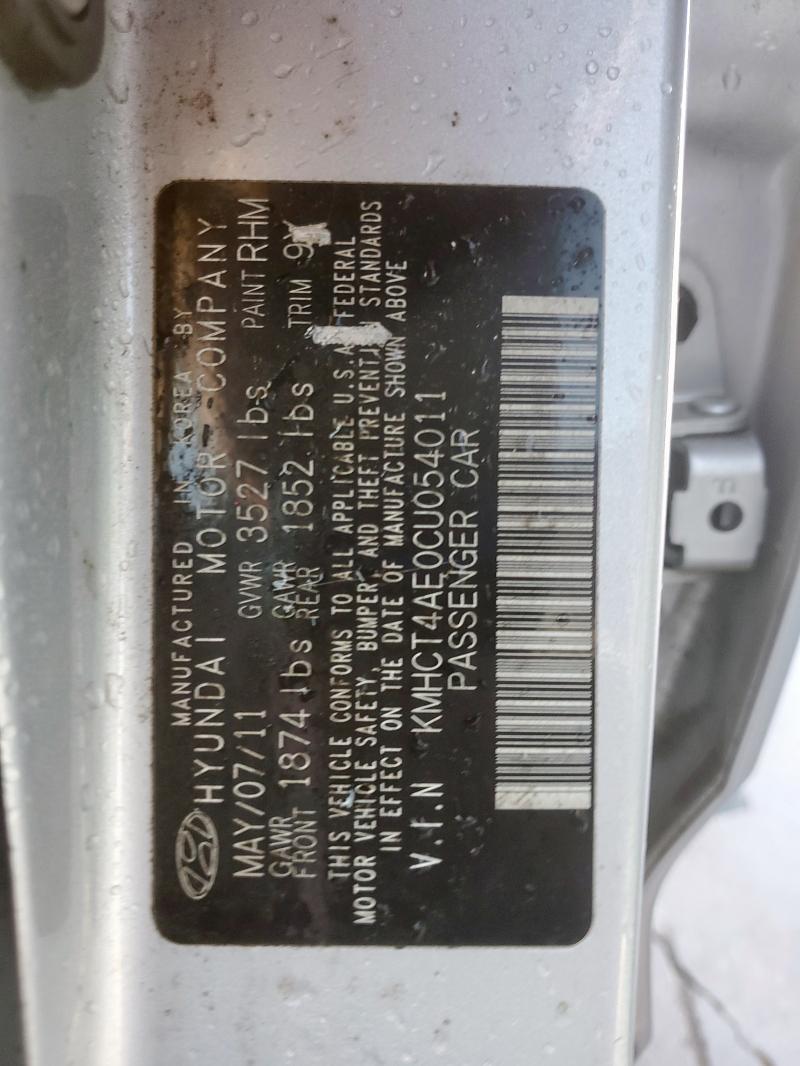 MANUFACTURED IN KOREA BY
HYUNDAI MOTOR COMPANY
MAY/07/11 GVWR 3527 lbs PAINT RHM
GAWR FRONT 1874 lbs GAWR REAR 1852 lbs TRIM
THIS VEHICLE CONFORMS TO ALL APPLICABLE U.S.A. FEDERAL
MOTOR VEHICLE SAFETY, BUMPER, AND THEFT PREVENTION STANDARDS
IN EFFECT ON THE DATE OF MANUFACTURE SHOWN ABOVE
V.I.N KMHCT4AE0CU054011
PASSENGER CAR